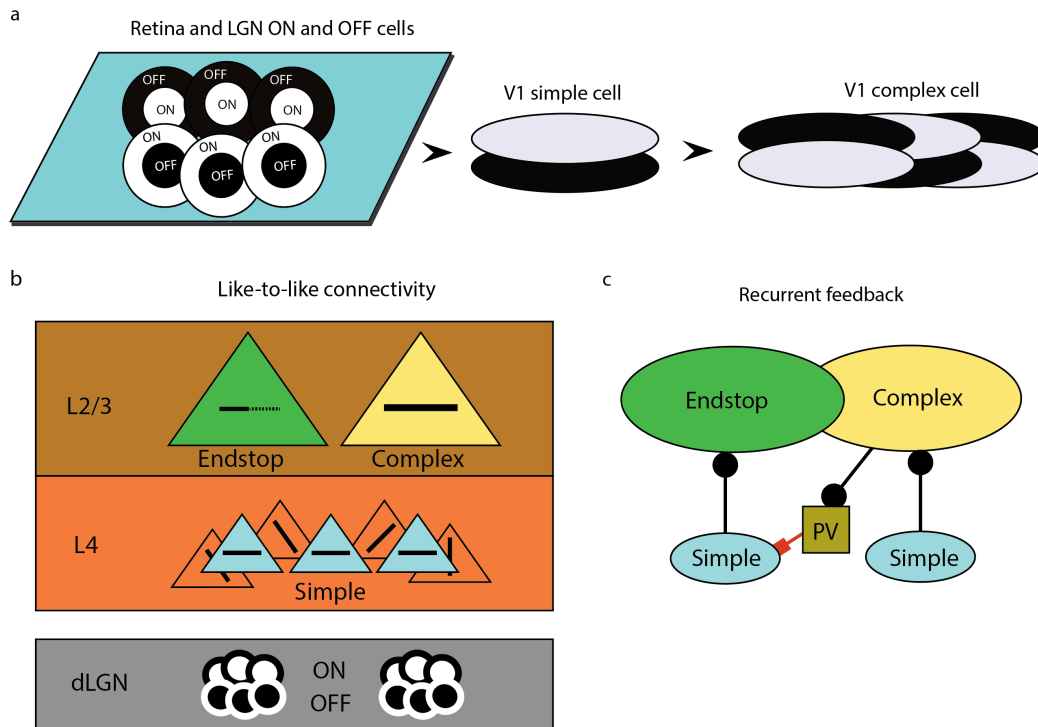 a
Retina and LGN ON and OFF cells
OFF
OFF
OFF
ON
ON
ON
ON
ON
ON
OFF
OFF
OFF
V1 simple cell
V1 complex cell
b
Like-to-like connectivity
L2/3
Endstop
Complex
L4
Simple
dLGN
ON
OFF
c
Recurrent feedback
Endstop
Complex
PV
Simple
Simple